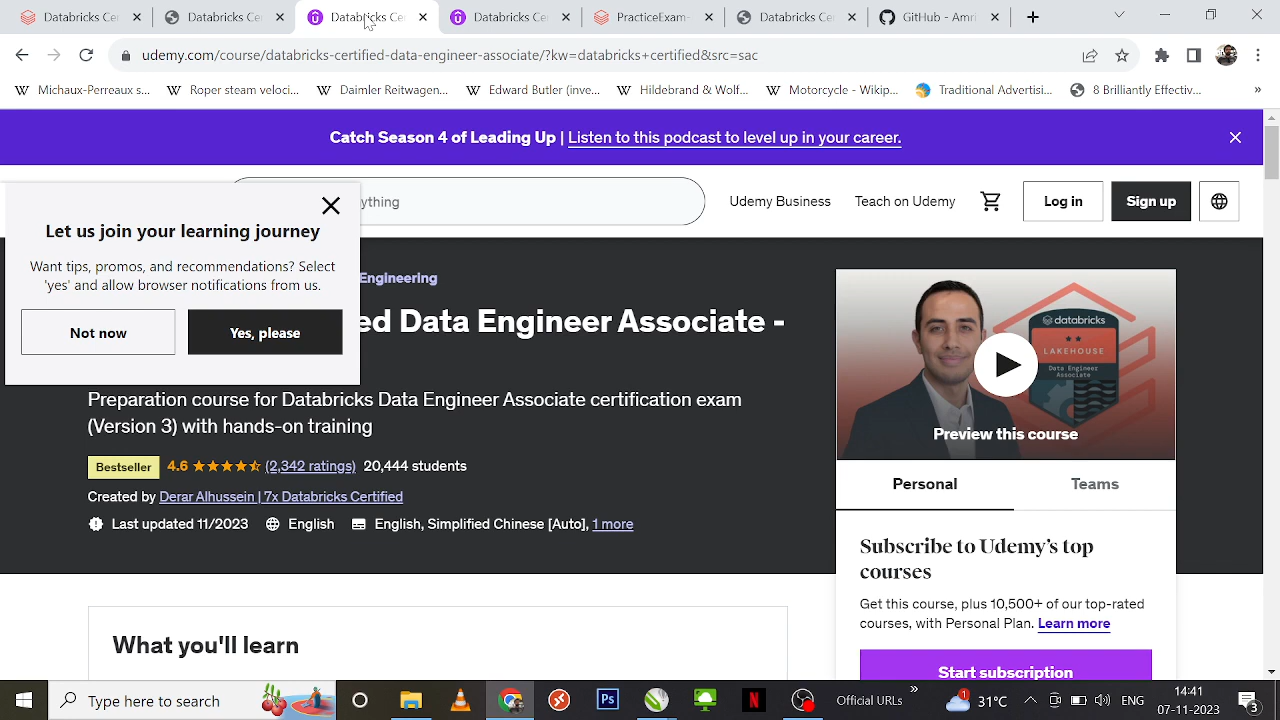 Databricks Ce
Databricks Ce
Databricks Ce
Databricks Ce
PracticeExam-
Databricks Ce
GitHub - Amri
udemy.com/course/databricks-certified-data-engineer-associate/?kw=databricks+certified&src=sac
Michaux-Perreaux s...
Roper steam veloci...
Daimler Reitwagen...
Edward Butler (inve...
Hildebrand & Wolf...
Motorcycle - Wikip...
Traditional Advertisi...
8 Brilliantly Effectiv...
»
Catch Season 4 of Leading Up | Listen to this podcast to level up in your career.
ything
Udemy Business
Teach on Udemy
Log in
Sign up
Let us join your learning journey
Want tips, promos, and recommendations? Select
'yes' and allow browser notifications from us.
Not now
Yes, please
Engineering
ed Data Engineer Associate -
Preparation course for Databricks Data Engineer Associate certification exam
(Version 3) with hands-on training
Bestseller 4.6 (2,342 ratings) 20,444 students
Created by Derar Alhussein | 7x Databricks Certified
Last updated 11/2023 English English, Simplified Chinese [Auto], 1 more
What you'll learn
databricks
LAKEHOUSE
Data Engineer
Associate
Preview this course
Personal
Teams
Subscribe to Udemy's top
courses
Get this course, plus 10,500+ of our top-rated
courses, with Personal Plan. Learn more
Start subscription
Type here to search
Ps
N
Official URLs
»
1
31°C
ENG
14:41
07-11-2023
3